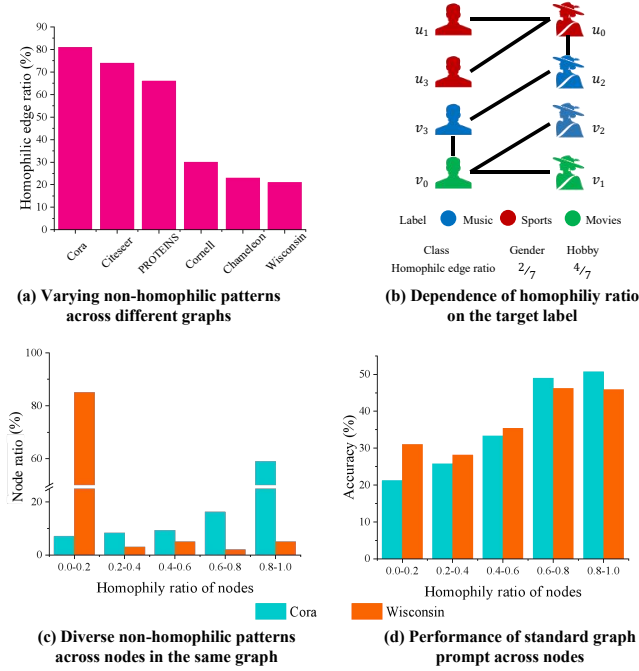 90
80
70
60
50
40
30
20
10
0
Homophilic edge ratio (%)
Cora
Citeseer
PROTEINS
Cornell
Chameleon
Wisconsin
(a) Varying non-homophilic patterns
across different graphs
u₁
u₀
u₃
u₂
v₃
v₂
v₀
v₁
Label Music Sports Movies
Class Gender Hobby
Homophilic edge ratio 2/7 4/7
(b) Dependence of homophiliy ratio
on the target label
100
80
60
20
0
Node ratio (%)
0.0-0.2
0.2-0.4
0.4-0.6
0.6-0.8
0.8-1.0
Homophily ratio of nodes
50
40
30
20
10
0
Accuracy (%)
0.0-0.2
0.2-0.4
0.4-0.6
0.6-0.8
0.8-1.0
Homophily ratio of nodes
Cora Wisconsin
(c) Diverse non-homophilic patterns
across nodes in the same graph
(d) Performance of standard graph
prompt across nodes